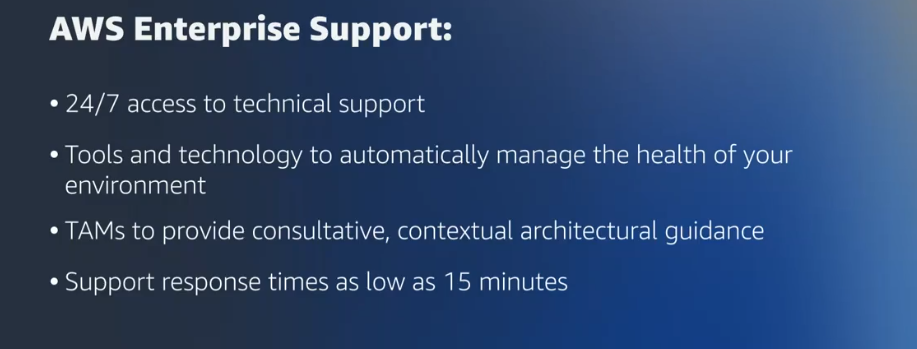 AWS Enterprise Support:
• 24/7 access to technical support
• Tools and technology to automatically manage the health of your
environment
• TAMs to provide consultative, contextual architectural guidance
• Support response times as low as 15 minutes